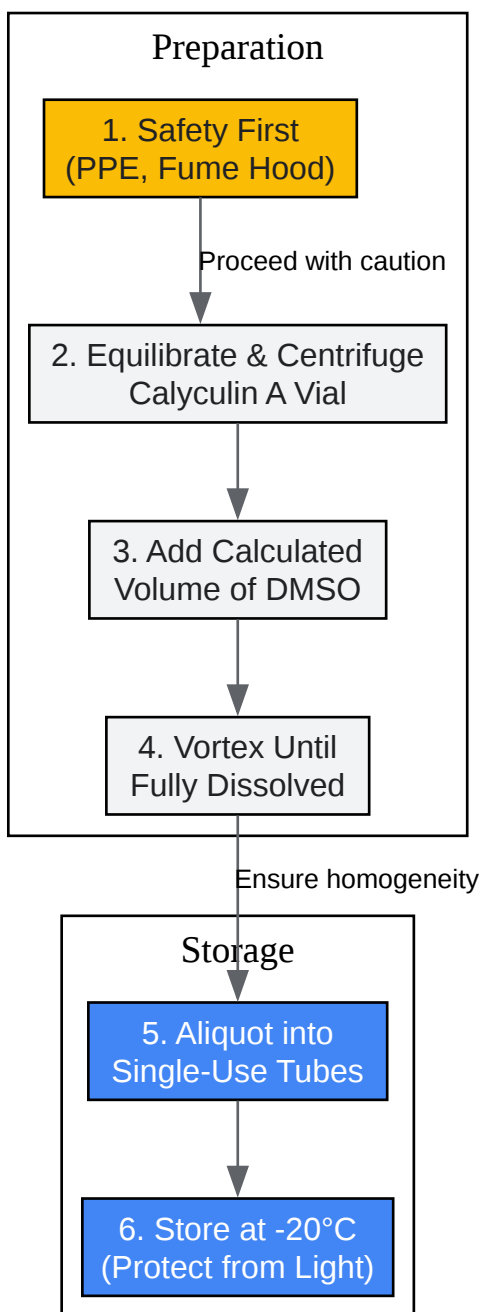 Preparation
1. Safety First
(PPE, Fume Hood)
Proceed with caution
2. Equilibrate & Centrifuge
Calyculin A Vial
3. Add Calculated
Volume of DMSO
4. Vortex Until
Fully Dissolved
Ensure homogeneity
Storage
5. Aliquot into
Single-Use Tubes
6. Store at -20°C
(Protect from Light)